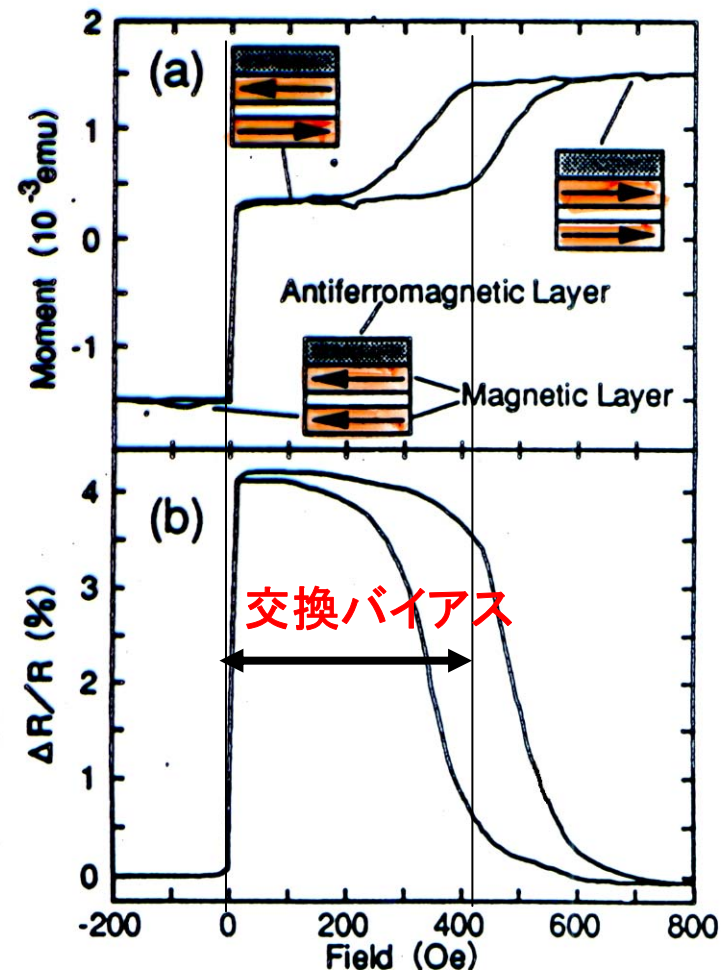 2
(a)
1
0
-1
Moment (10⁻³emu)
Antiferromagnetic Layer
Magnetic Layer
(b)
4
3
2
1
0
ΔR/R (%)
交換バイアス
-200 0 200 400 600 800
Field (Oe)